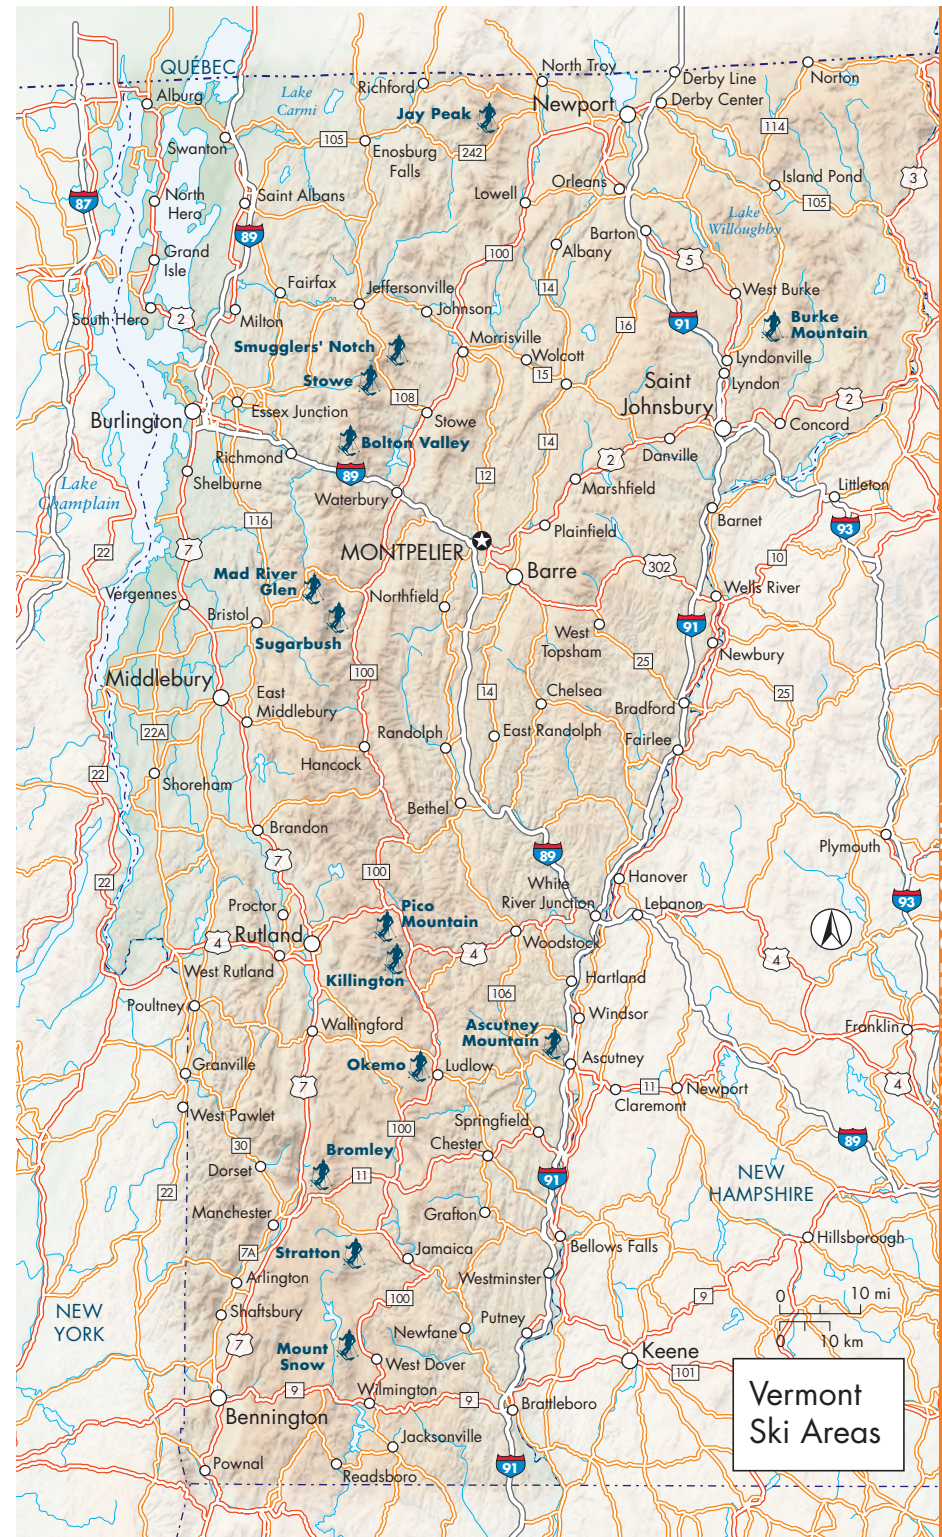 QUÉBEC
North Troy
Derby Line
Norton
Alburg
Lake
Carmi
Richford
Jay Peak
Newport
Derby Center
114
Swanton
105
Enosburg
Falls
242
3
87
North
Hero
Saint Albans
Lowell
Orleans
Island Pond
105
89
Lake
Willoughby
Barton
Albany
Grand
Isle
100
5
Fairfax
Jeffersonville
14
West Burke
South Hero
2
Milton
Johnson
16
91
Burke
Mountain
Smugglers' Notch
Morrisville
Wolcott
Lyndonville
Stowe
15
Saint
Johnsbury
Lyndon
108
2
Burlington
Essex Junction
Stowe
Concord
Richmond
Bolton Valley
14
Danville
2
89
12
Shelburne
Lake
Champlain
Waterbury
Marshfield
Littleton
116
Plainfield
Barnet
93
22
7
MONTPELIER
10
Mad River
Glen
Barre
302
Vergennes
Northfield
Wells River
Bristol
Sugarbush
West
Topsham
91
Newbury
25
Middlebury
100
East
Middlebury
14
Chelsea
25
Bradford
22A
Randolph
East Randolph
Fairlee
Hancock
22
Shoreham
Bethel
Brandon
Plymouth
7
89
100
22
White
River Junction
Hanover
93
Proctor
Pico
Mountain
Lebanon
4
Rutland
Woodstock
4
4
West Rutland
Killington
Hartland
106
Poultney
Windsor
Wallingford
Ascutney
Mountain
Franklin
Granville
Okemo
Ludlow
Ascutney
7
11
Newport
4
Claremont
West Pawlet
100
Springfield
30
Chester
89
Bromley
Dorset
11
91
NEW
HAMPSHIRE
22
Manchester
Grafton
7A
Stratton
Jamaica
Bellows Falls
Hillsborough
Arlington
Westminster
NEW
YORK
100
9
0
10 mi
0
10 km
Shaftsbury
Newfane
Putney
7
Mount
Snow
West Dover
Keene
101
9
Wilmington
9
Brattleboro
Bennington
Vermont
Ski Areas
Jacksonville
Pownal
Readsboro
91